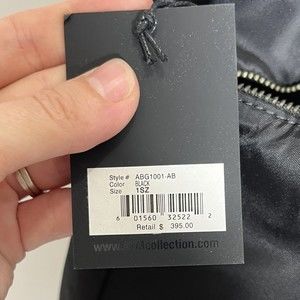 Style # ABG1001-AB
Color BLACK
Size 1SZ
6 01560 32522 2
Retail $ 395.00